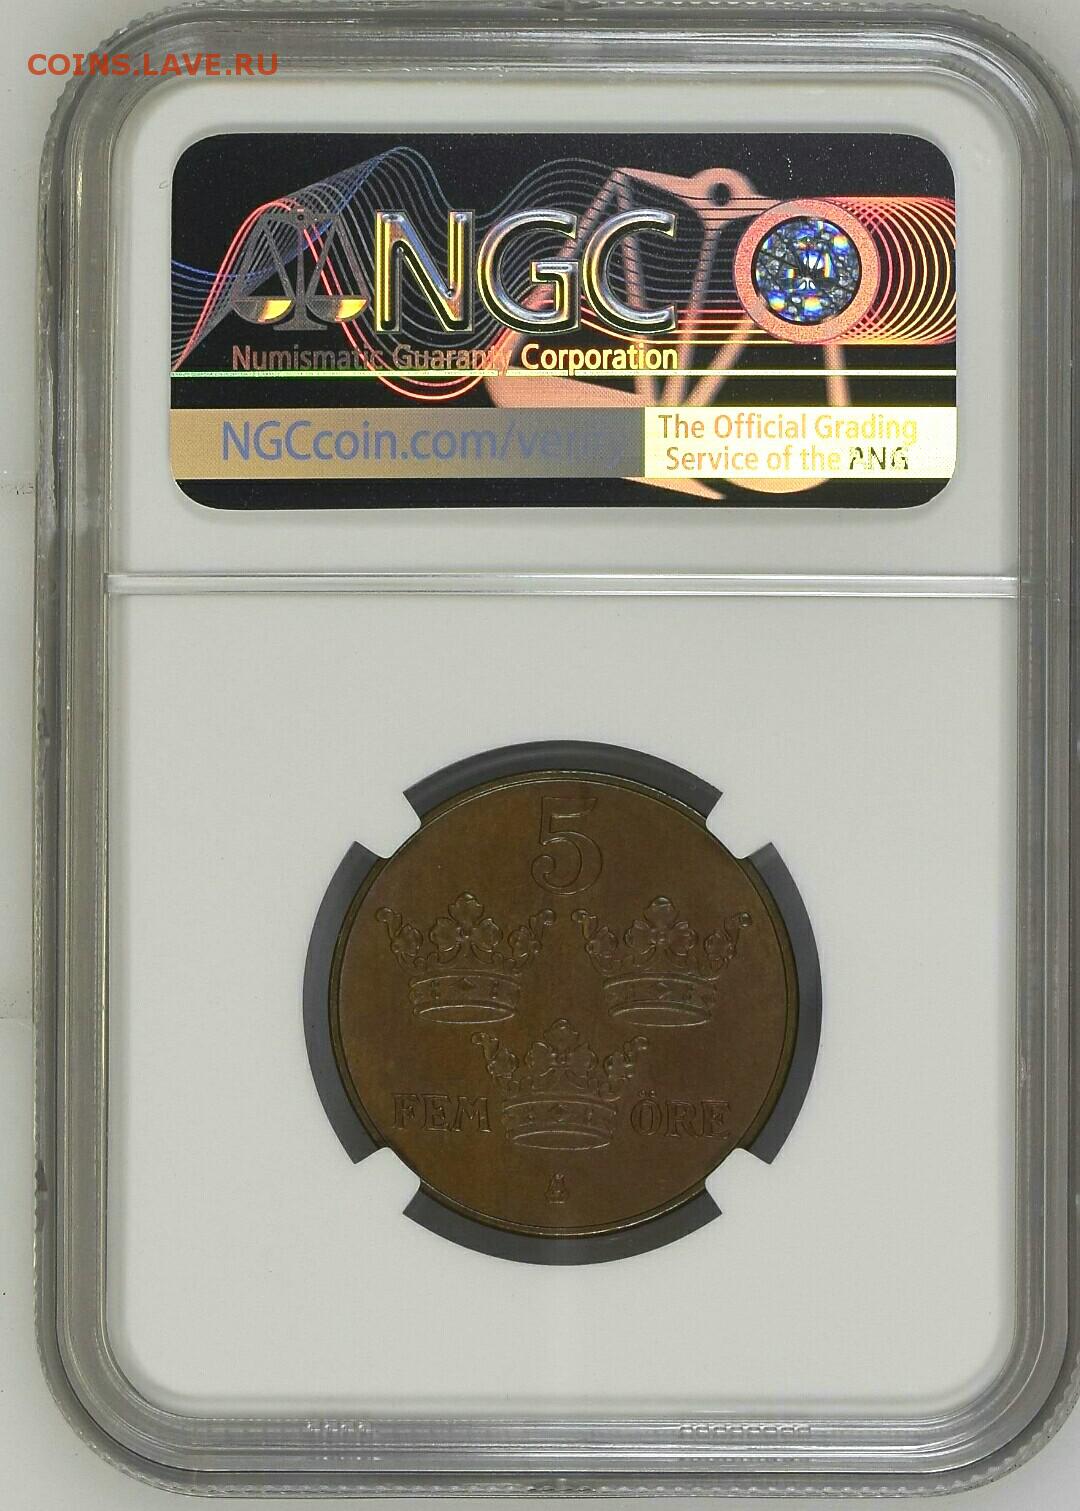 COINS.LAVE.RU
NGC
Numismatic Guaranty Corporation
NGCcoin.com/verify
The Official Grading
Service of the
5
FEM ÖRE